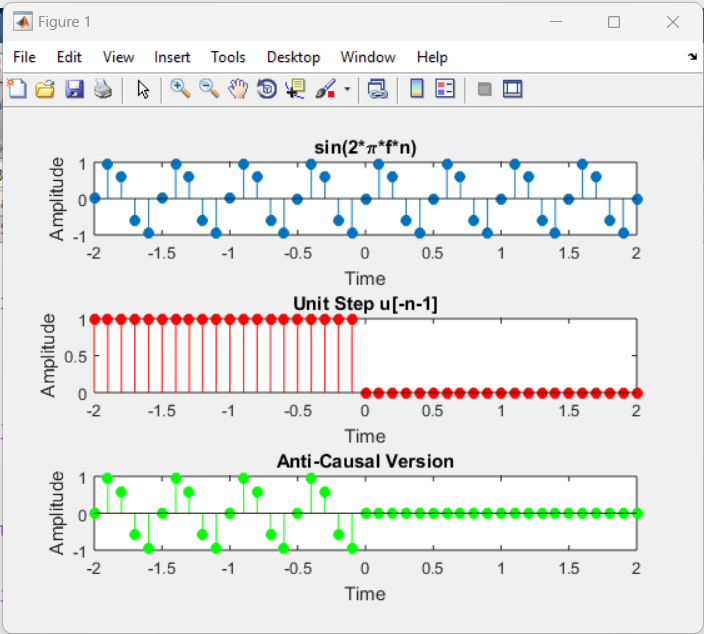 Figure 1
File Edit View Insert Tools Desktop Window Help
sin(2*π*f*n)
Amplitude
1
0
-1
-2 -1.5 -1 -0.5 0 0.5 1 1.5 2
Time
Unit Step u[-n-1]
Amplitude
1
0.5
0
-2 -1.5 -1 -0.5 0 0.5 1 1.5 2
Time
Anti-Causal Version
Amplitude
1
0
-1
-2 -1.5 -1 -0.5 0 0.5 1 1.5 2
Time